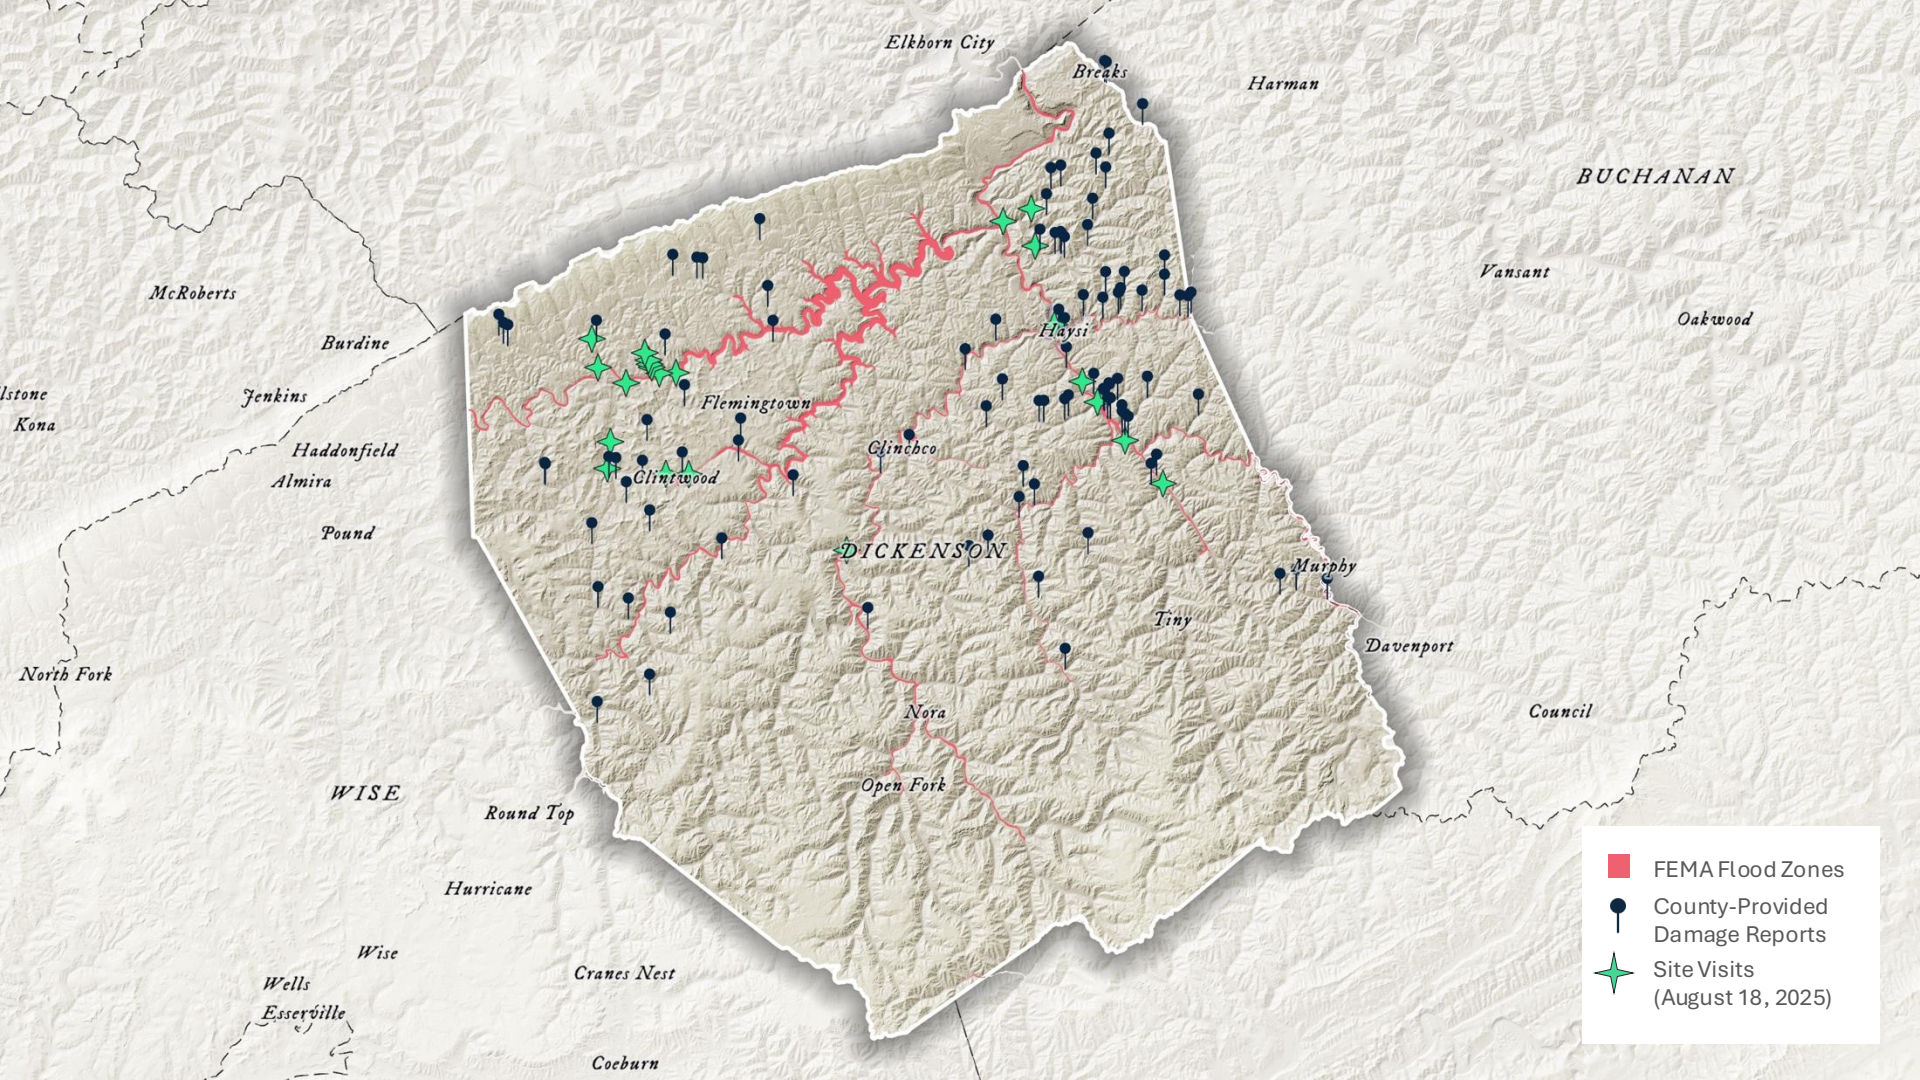 Elkhorn City
Breaks
Harman
BUCHANAN
Vansant
McRoberts
Oakwood
Haysi
Burdine
lstone
Jenkins
Flemingtown
Kona
Haddonfield
Clinchco
Almira
Clintwood
Pound
DICKENSON
Murphy
Tiny
Davenport
North Fork
Nora
Council
Open Fork
WISE
Round Top
Hurricane
Wise
Cranes Nest
Wells
Esserville
Coeburn
FEMA Flood Zones
County-Provided
Damage Reports
Site Visits
(August 18, 2025)